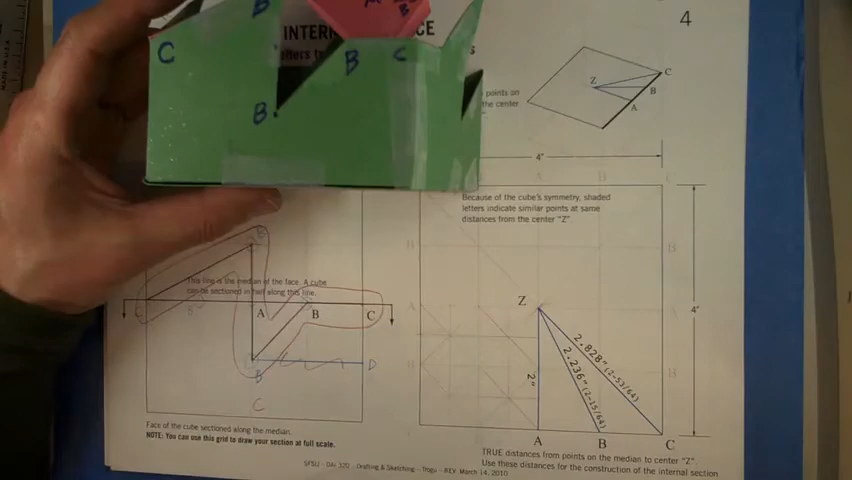 4
INTER
CE
B
A
C
B
C
B
points on
the center
Z
C
B
A
4"
A
B
C
Because of the cube's symmetry, shaded
letters indicate similar points at same
distances from the center "Z"
B
B
B
This line is the median of the face. A cube
can be sectioned in half along this line.
C
B
A
B
C
Z
A
A
4"
2.828" (2-53/64)
2.236" (2-15/64)
2"
B
D
B
B
B
C
A
B
C
Face of the cube sectioned along the median.
NOTE: You can use this grid to draw your section at full scale.
TRUE distances from points on the median to center "Z"
Use these distances for the construction of the internal section
SFSU - DAI 320 - Drafting & Sketching - Trogu - REV March 14, 2010